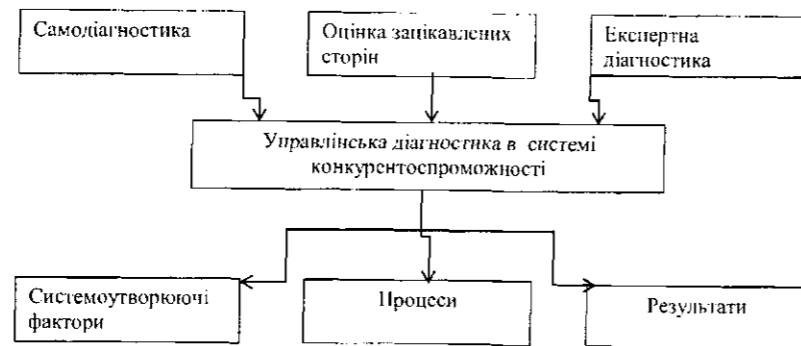 Самодіагностика
Оцінка зацікавлених
сторін
Експертна
діагностика
Управлінська діагностика в системі
конкурентоспроможності
Системоутворюючі
фактори
Процеси
Результати